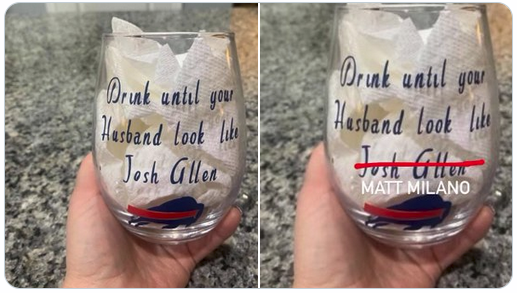 Drink until your
Husband look like
Josh Allen
Drink until your
Husband look like
Josh Allen
MATT MILANO